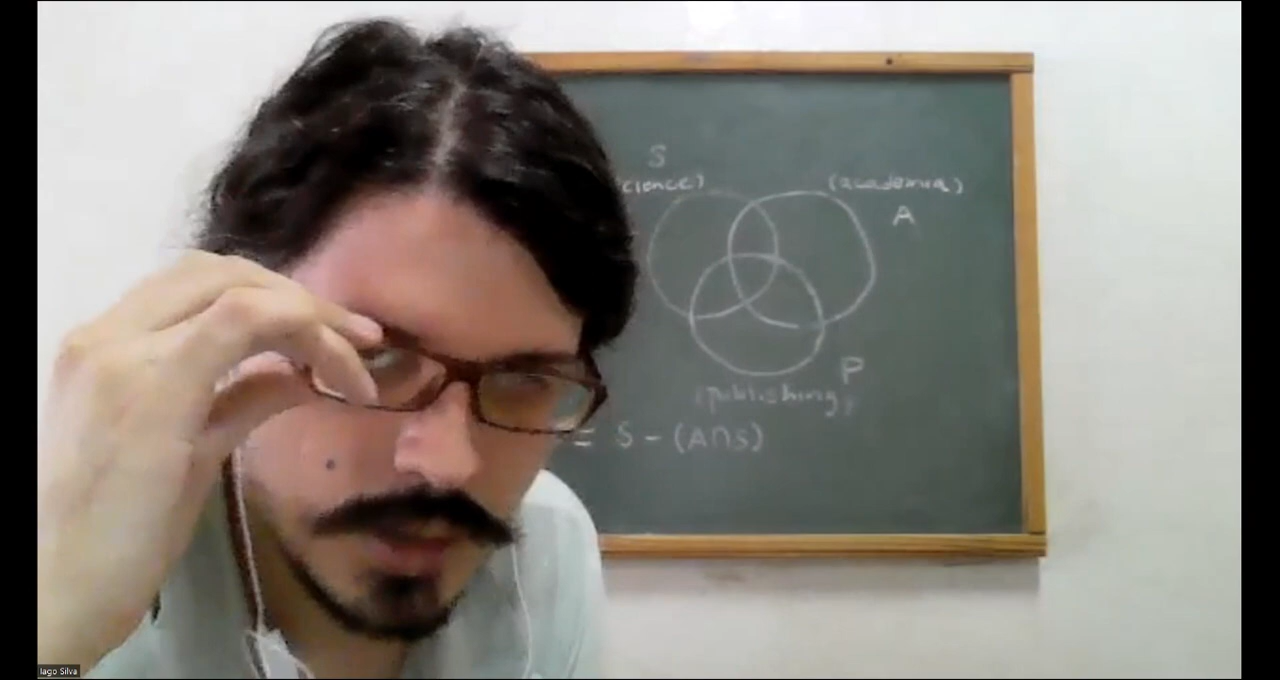 S
cience)
(academia)
A
P
(publishing)
= S - (A∩S)
Iago Silva